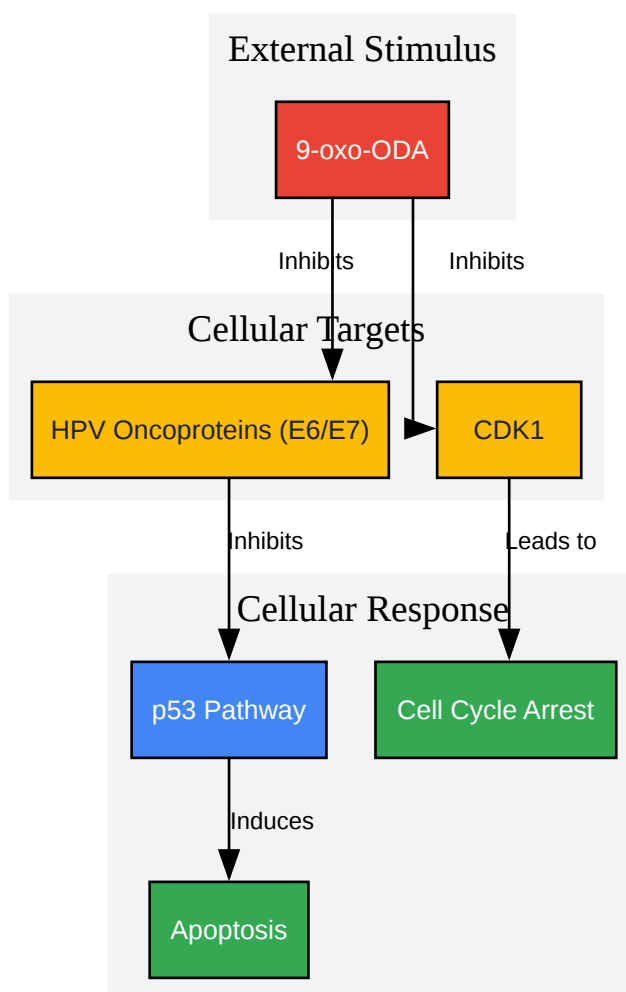 External Stimulus
9-oxo-ODA
Inhibits
Inhibits
Cellular Targets
HPV Oncoproteins (E6/E7)
CDK1
Inhibits
Leads to
Cellular Response
p53 Pathway
Cell Cycle Arrest
Induces
Apoptosis